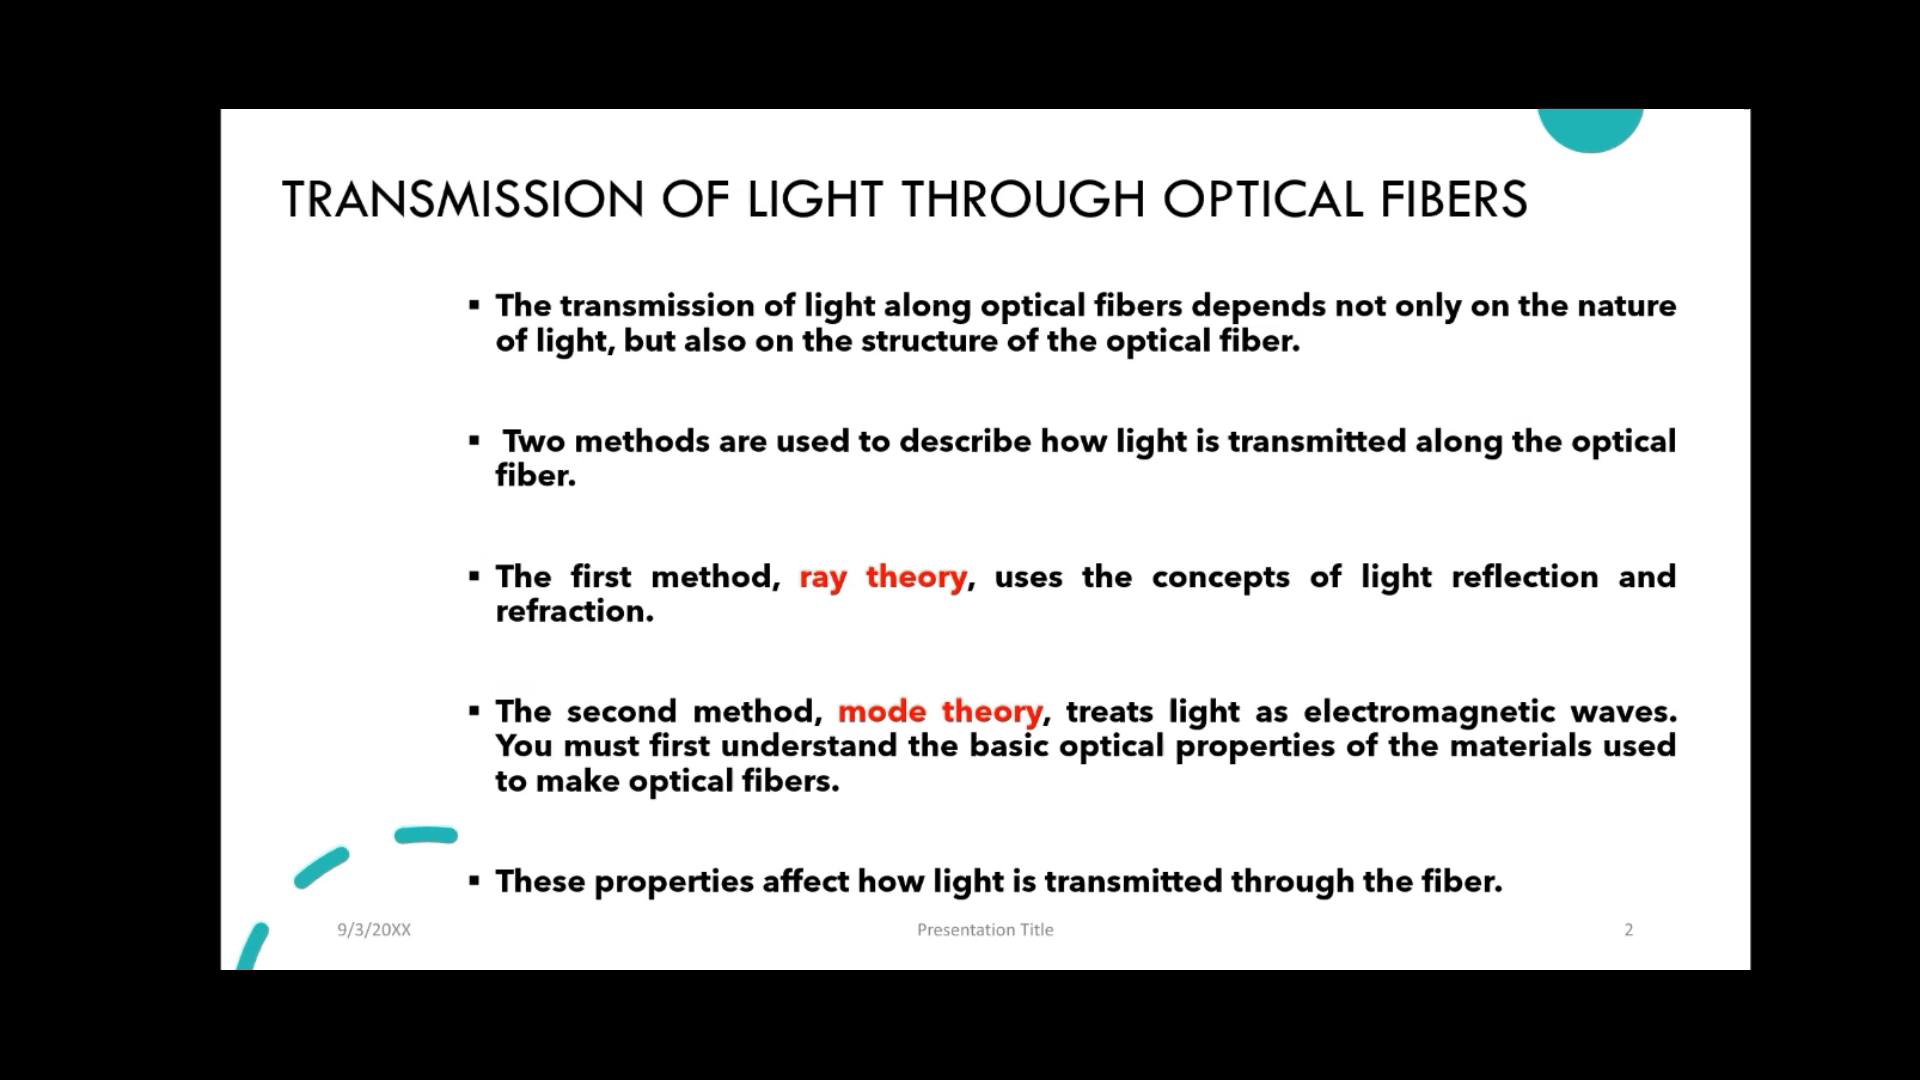 TRANSMISSION OF LIGHT THROUGH OPTICAL FIBERS
▪ The transmission of light along optical fibers depends not only on the nature
of light, but also on the structure of the optical fiber.
▪ Two methods are used to describe how light is transmitted along the optical
fiber.
▪ The first method, ray theory, uses the concepts of light reflection and
refraction.
▪ The second method, mode theory, treats light as electromagnetic waves.
You must first understand the basic optical properties of the materials used
to make optical fibers.
▪ These properties affect how light is transmitted through the fiber.
9/3/20XX
Presentation Title
2